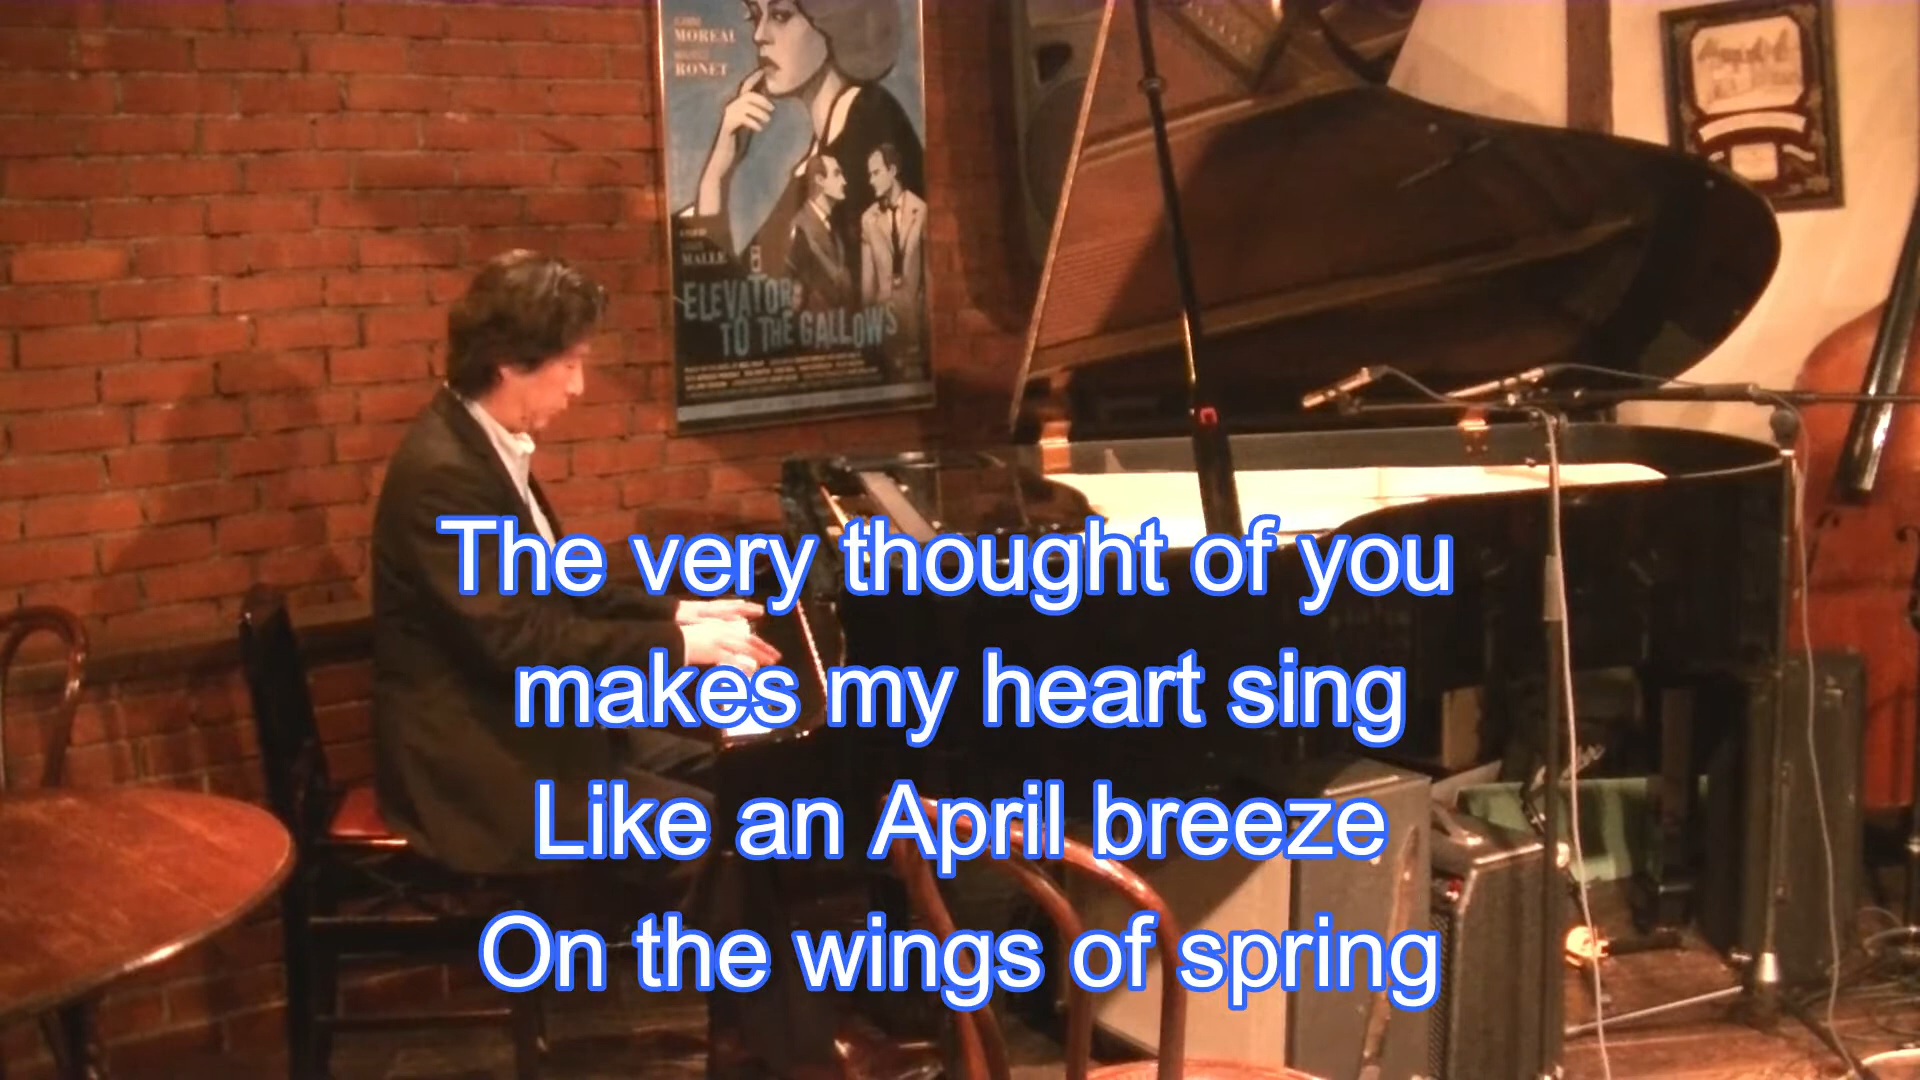 MOREAU
RONET
MALLE
ELEVATOR
TO THE GALLOWS
The very thought of you
makes my heart sing
Like an April breeze
On the wings of spring